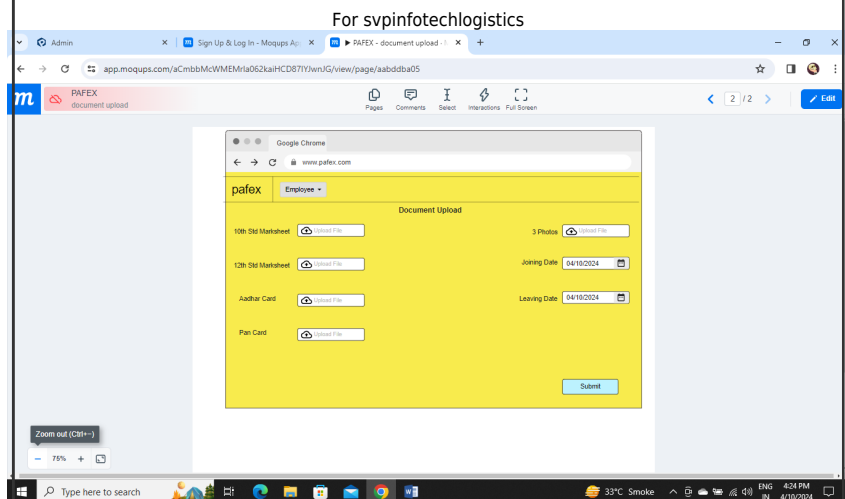 For svpinfotechlogistics
Admin
Sign Up & Log In - Moqups Ap
PAFEX - document upload -
app.moqups.com/aCmbbMcWMEMrIa062kaiHCD87IYJwnJG/view/page/aabddba05
m
PAFEX
document upload
Pages
Comments
Select
Interactions
Full Screen
2 / 2
Edit
Google Chrome
www.pafex.com
pafex
Employee
Document Upload
10th Std Marksheet
Upload File
3 Photos
Upload File
12th Std Marksheet
Upload File
Joining Date
04/10/2024
Aadhar Card
Upload File
Leaving Date
04/10/2024
Pan Card
Upload File
Submit
Zoom out (Ctrl+-)
75%
Type here to search
33°C Smoke
ENG
IN
4:24 PM
4/10/2024